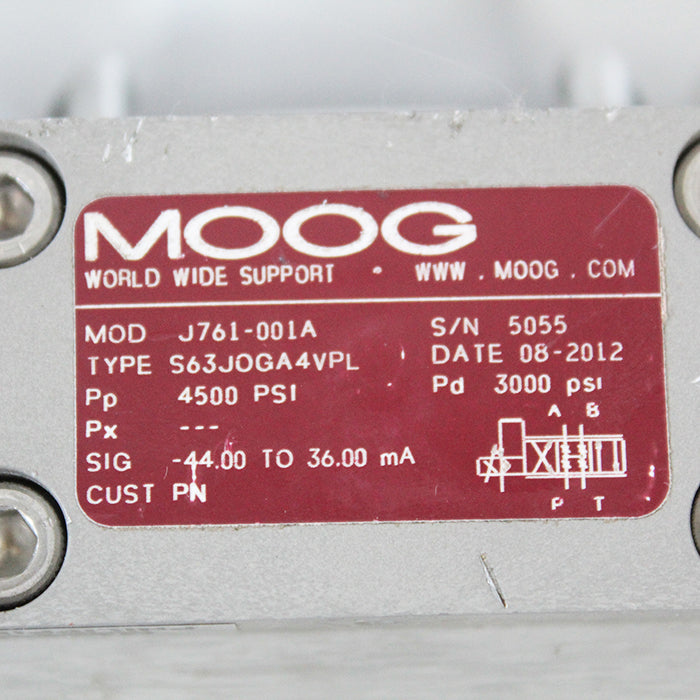 MOOG
WORLD WIDE SUPPORT · WWW.MOOG.COM
MOD J761-001A S/N 5055
TYPE S63JOGA4VPL DATE 08-2012
Pp 4500 PSI Pd 3000 psi
Px ---
A B
SIG -44.00 TO 36.00 mA
CUST PN
P T